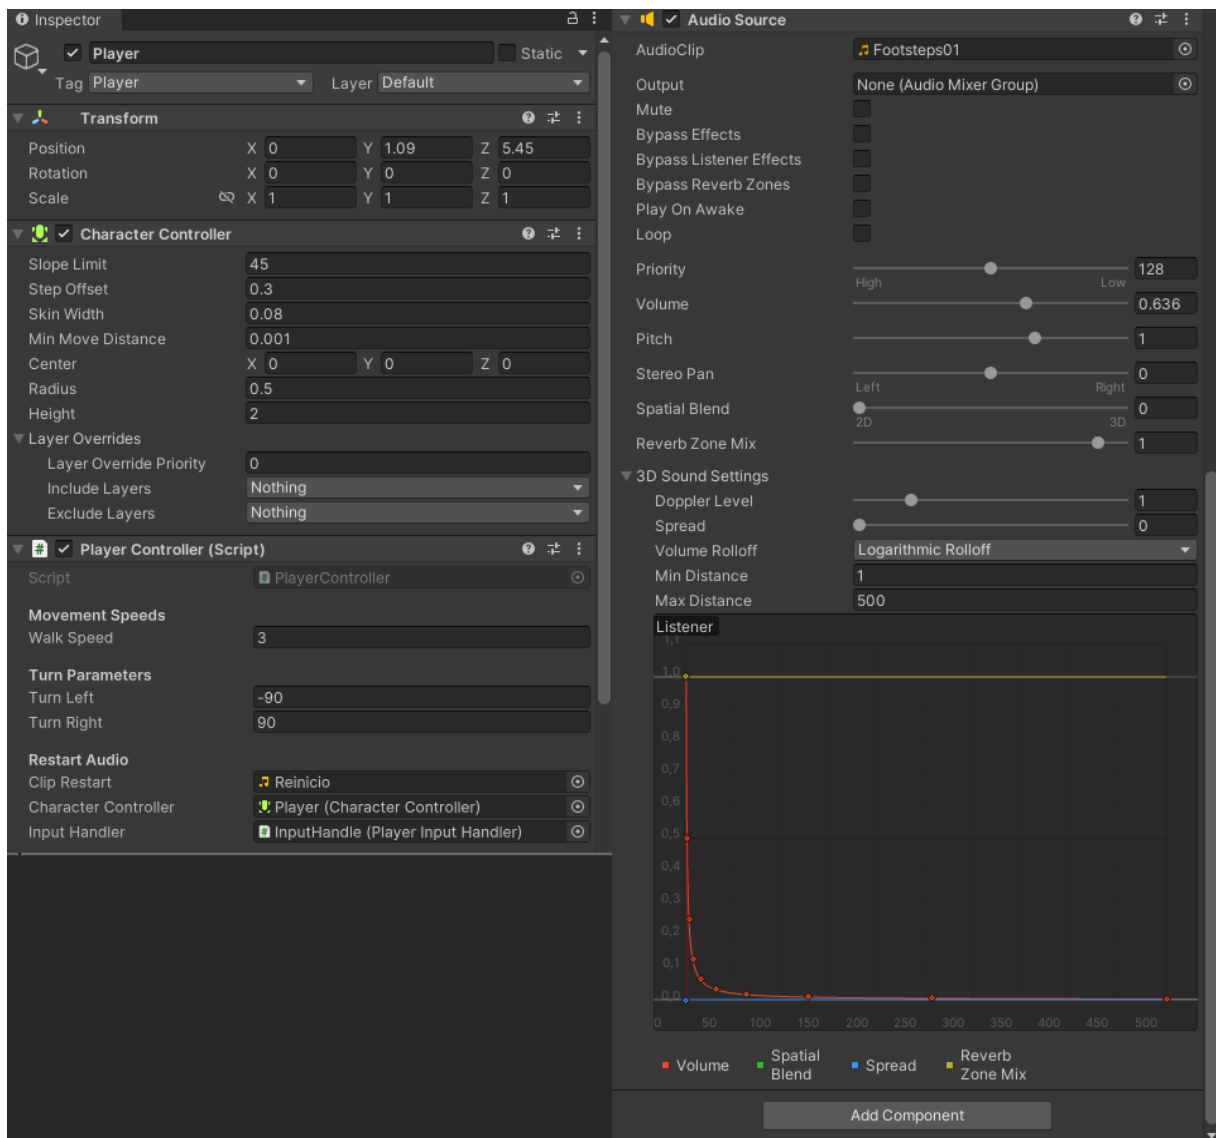 Inspector
Player
Static
Tag Player Layer Default
Transform
Position X 0 Y 1.09 Z 5.45
Rotation X 0 Y 0 Z 0
Scale X 1 Y 1 Z 1
Character Controller
Slope Limit 45
Step Offset 0.3
Skin Width 0.08
Min Move Distance 0.001
Center X 0 Y 0 Z 0
Radius 0.5
Height 2
Layer Overrides
Layer Override Priority 0
Include Layers Nothing
Exclude Layers Nothing
# Player Controller (Script)
Script # PlayerController
Movement Speeds
Walk Speed 3
Turn Parameters
Turn Left -90
Turn Right 90
Restart Audio
Clip Restart Reinicio
Character Controller Player (Character Controller)
Input Handler # InputHandle (Player Input Handler)
Audio Source
AudioClip Footsteps01
Output None (Audio Mixer Group)
Mute
Bypass Effects
Bypass Listener Effects
Bypass Reverb Zones
Play On Awake
Loop
Priority 128
High Low
Volume 0.636
Pitch 1
Stereo Pan 0
Left Right
Spatial Blend 0
2D 3D
Reverb Zone Mix 1
3D Sound Settings
Doppler Level 1
Spread 0
Volume Rolloff Logarithmic Rolloff
Min Distance 1
Max Distance 500
Listener
1,1
1,0
0,9
0,8
0,7
0,6
0,5
0,4
0,3
0,2
0,1
0,0
0 50 100 150 200 250 300 350 400 450 500
Volume
Spatial Blend
Spread
Reverb Zone Mix
Add Component